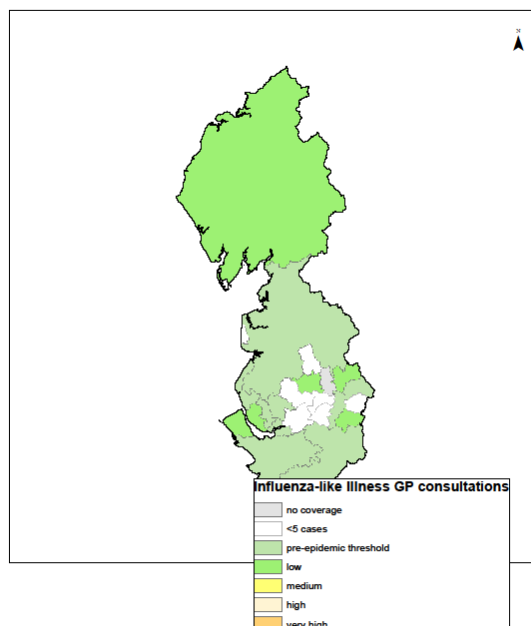 N
Influenza-like Illness GP consultations
no coverage
<5 cases
pre-epidemic threshold
low
medium
high
very high